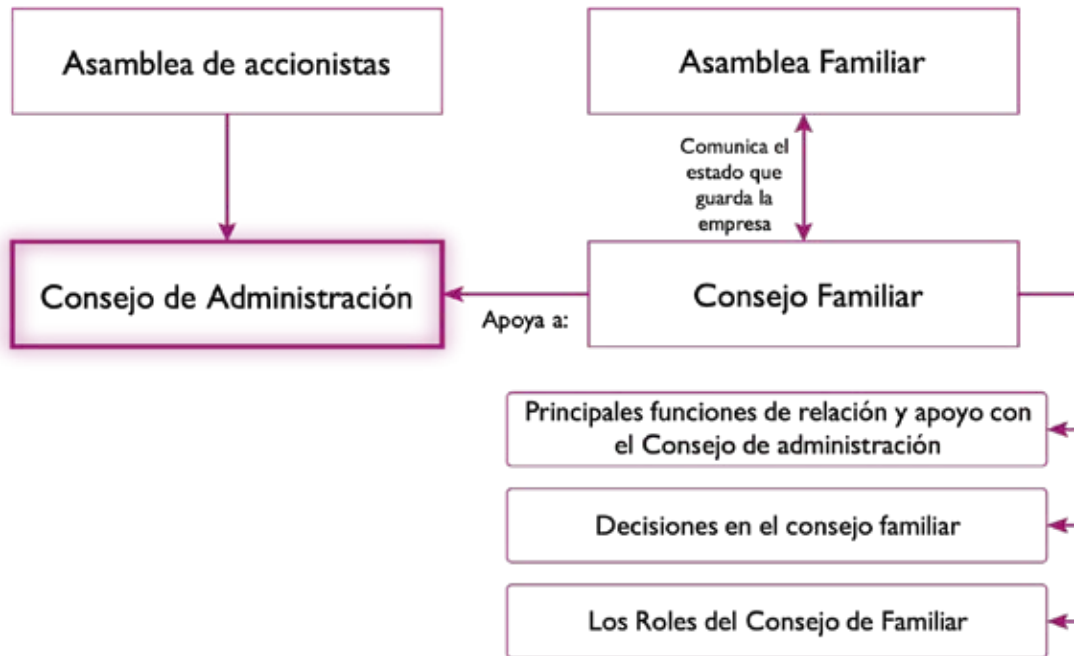 Asamblea de accionistas
Asamblea Familiar
Comunica el
estado que
guarda la
empresa
Consejo de Administración
Apoya a:
Consejo Familiar
Principales funciones de relación y apoyo con
el Consejo de administración
Decisiones en el consejo familiar
Los Roles del Consejo de Familiar